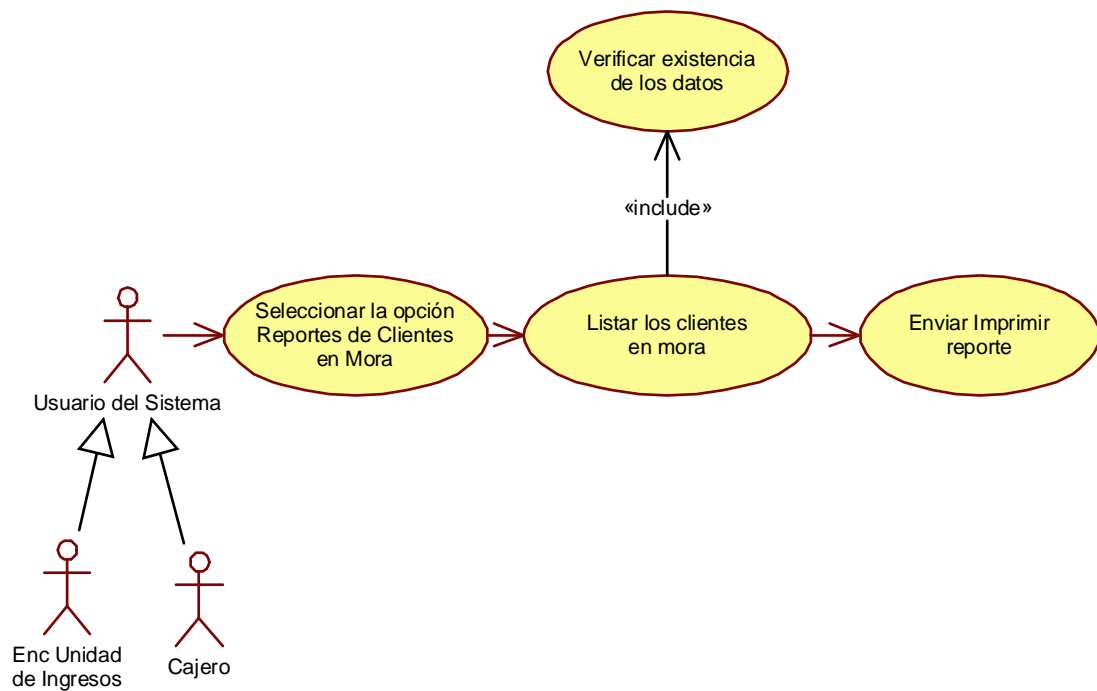 Verificar existencia
de los datos
«include»
Seleccionar la opción
Reportes de Clientes
en Mora
Listar los clientes
en mora
Enviar Imprimir
reporte
Usuario del Sistema
Enc Unidad
de Ingresos
Cajero